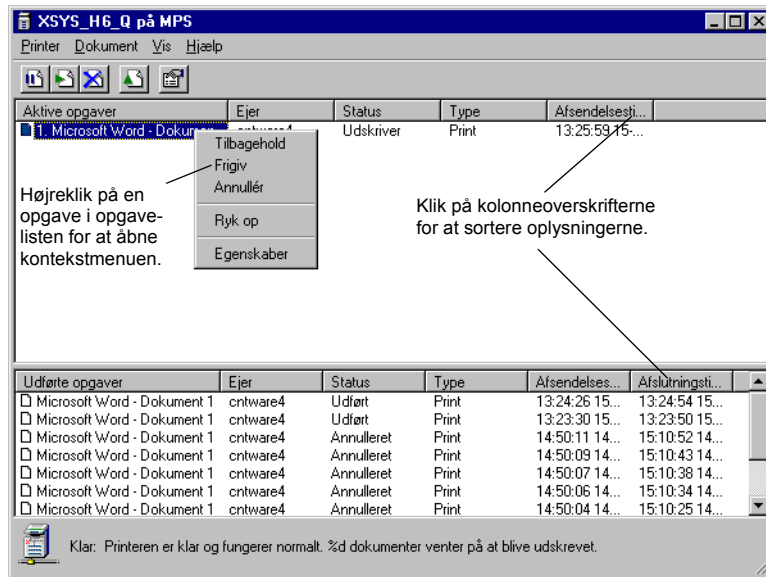 XSYS_H6_Q på MPS
Printer Dokument Vis Hjælp
Aktive opgaver Ejer Status Type Afsendelsesti...
1. Microsoft Word - Dokumen... cntware4 Udskriver Print 13:25:59 15-...
Tilbagehold
Frigiv
Annullér
Ryk op
Egenskaber
Højreklik på en
opgave i opgave-
listen for at åbne
kontekstmenuen.
Klik på kolonneoverskrifterne
for at sortere oplysningerne.
Udførte opgaver Ejer Status Type Afsendelses... Afslutningsti...
Microsoft Word - Dokument 1 cntware4 Udført Print 13:24:26 15... 13:24:54 15...
Microsoft Word - Dokument 1 cntware4 Udført Print 13:23:30 15... 13:23:50 15...
Microsoft Word - Dokument 1 cntware4 Annulleret Print 14:50:11 14... 15:10:52 14...
Microsoft Word - Dokument 1 cntware4 Annulleret Print 14:50:09 14... 15:10:43 14...
Microsoft Word - Dokument 1 cntware4 Annulleret Print 14:50:07 14... 15:10:38 14...
Microsoft Word - Dokument 1 cntware4 Annulleret Print 14:50:06 14... 15:10:34 14...
Microsoft Word - Dokument 1 cntware4 Annulleret Print 14:50:04 14... 15:10:25 14...
Klar: Printeren er klar og fungerer normalt. %d dokumenter venter på at blive udskrevet.